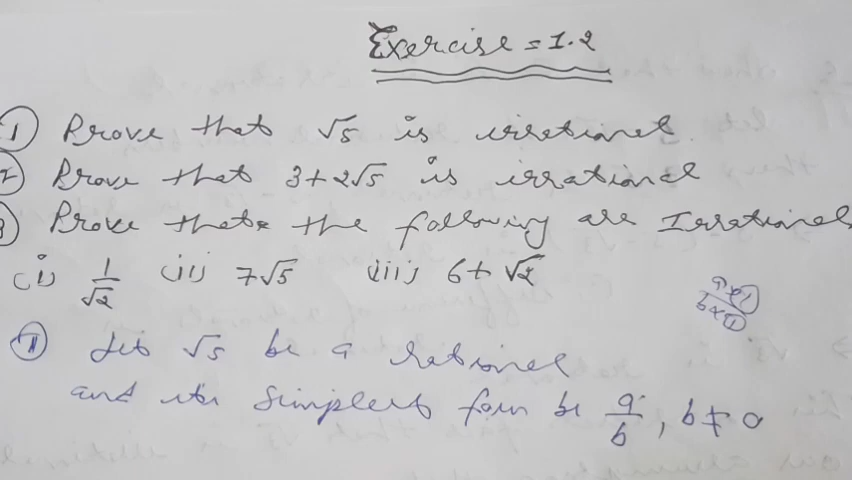 Exercise = 1.2
1) Prove that √5 is irrational.
Prove that 3+2√5 is irrational
Prove that the following are Irrational
(i) 1/√2 (ii) 7√5 (iii) 6+√2
① Let √5 be a rational
and its simplest form be a/b, b≠0